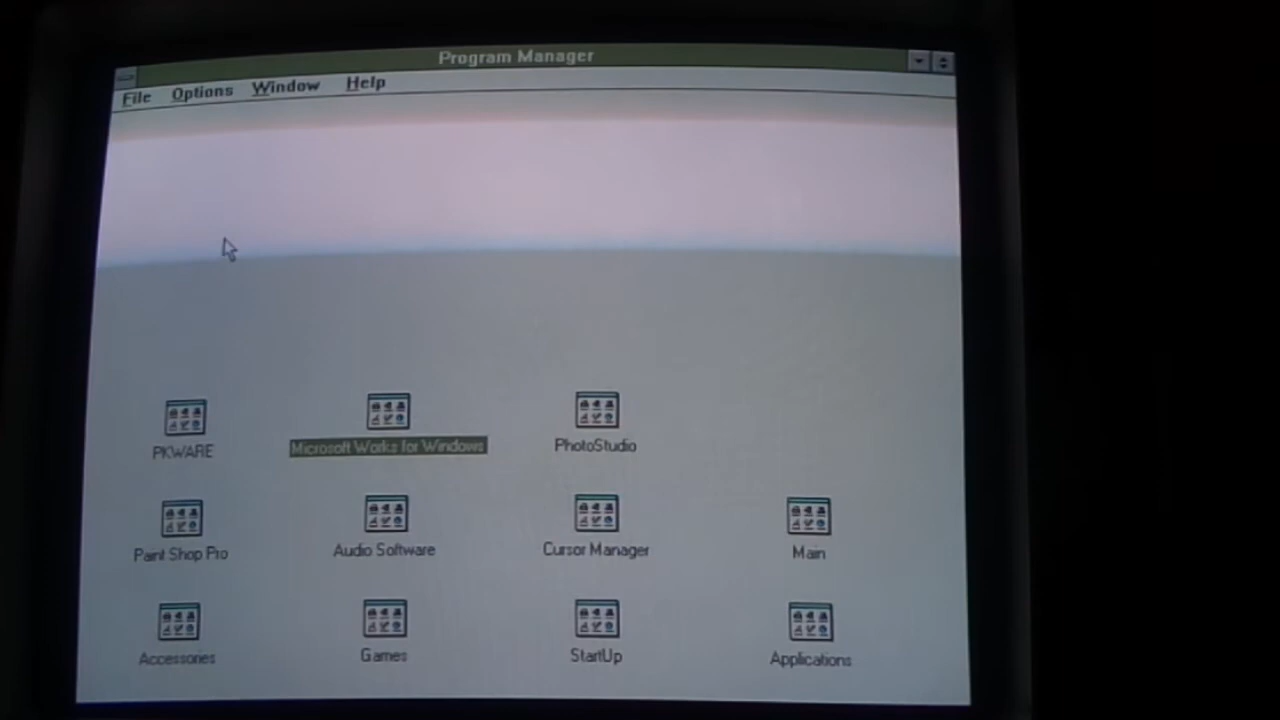 Program Manager
File Options Window Help
PKWARE Microsoft Works for Windows PhotoStudio
Paint Shop Pro Audio Software Cursor Manager Main
Accessories Games StartUp Applications